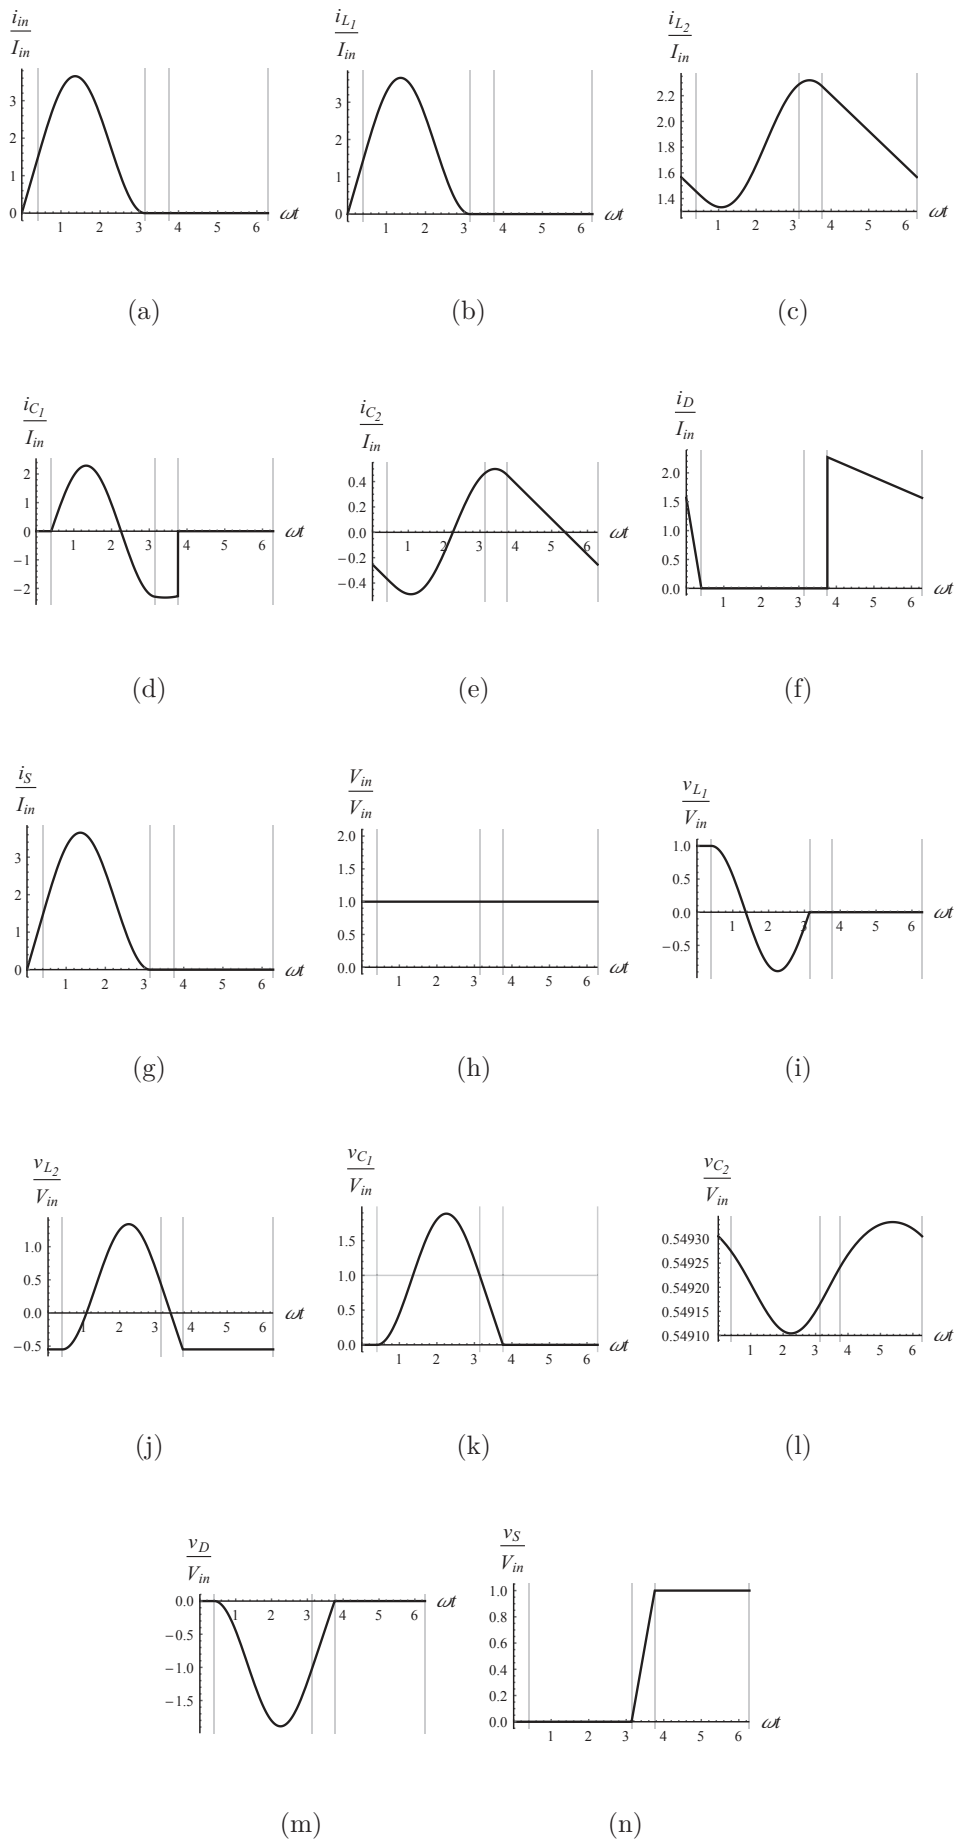 i_in i_L1 i_L2
I_in I_in I_in
3 3 2.2
2 2 2.0
1 1 1.8
0 0 1.6
1.4
1 2 3 4 5 6 ωt 1 2 3 4 5 6 ωt 1 2 3 4 5 6 ωt
(a) (b) (c)
i_C1 i_C2 i_D
I_in I_in I_in
2 0.4 2.0
1 0.2 1.5
0 0.0 1.0
−1 −0.2 0.5
−2 −0.4 0.0
1 2 3 4 5 6 ωt 1 2 3 4 5 6 ωt 1 2 3 4 5 6 ωt
(d) (e) (f)
i_S V_in v_L1
I_in V_in V_in
3 2.0 1.0
2 1.5 0.5
1 1.0 0.0
0 0.5 −0.5
0.0
1 2 3 4 5 6 ωt 1 2 3 4 5 6 ωt 1 2 3 4 5 6 ωt
(g) (h) (i)
v_L2 v_C1 v_C2
V_in V_in V_in
1.0 1.5 0.54930
0.5 1.0 0.54925
0.0 0.5 0.54920
−0.5 0.0 0.54915
0.54910
1 2 3 4 5 6 ωt 1 2 3 4 5 6 ωt 1 2 3 4 5 6 ωt
(j) (k) (l)
v_D v_S
V_in V_in
0.0 1.0
−0.5 0.8
−1.0 0.6
−1.5 0.4
0.2
0.0
1 2 3 4 5 6 ωt 1 2 3 4 5 6 ωt
(m) (n)